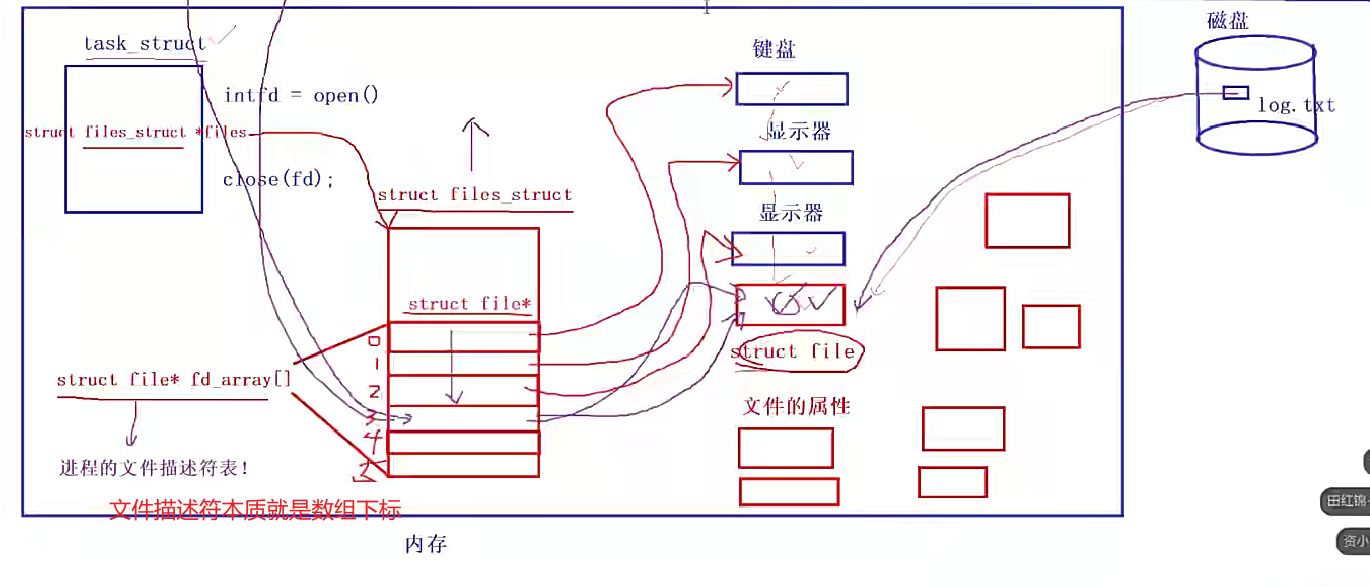 磁盘
task_struct
键盘
intfd = open()
log.txt
struct files_struct *files
显示器
close(fd);
struct files_struct
显示器
struct file*
0
1
struct file
struct file* fd_array[]
2
文件的属性
3
4
5
进程的文件描述符表!
文件描述符本质就是数组下标
田红锦
资小
内存